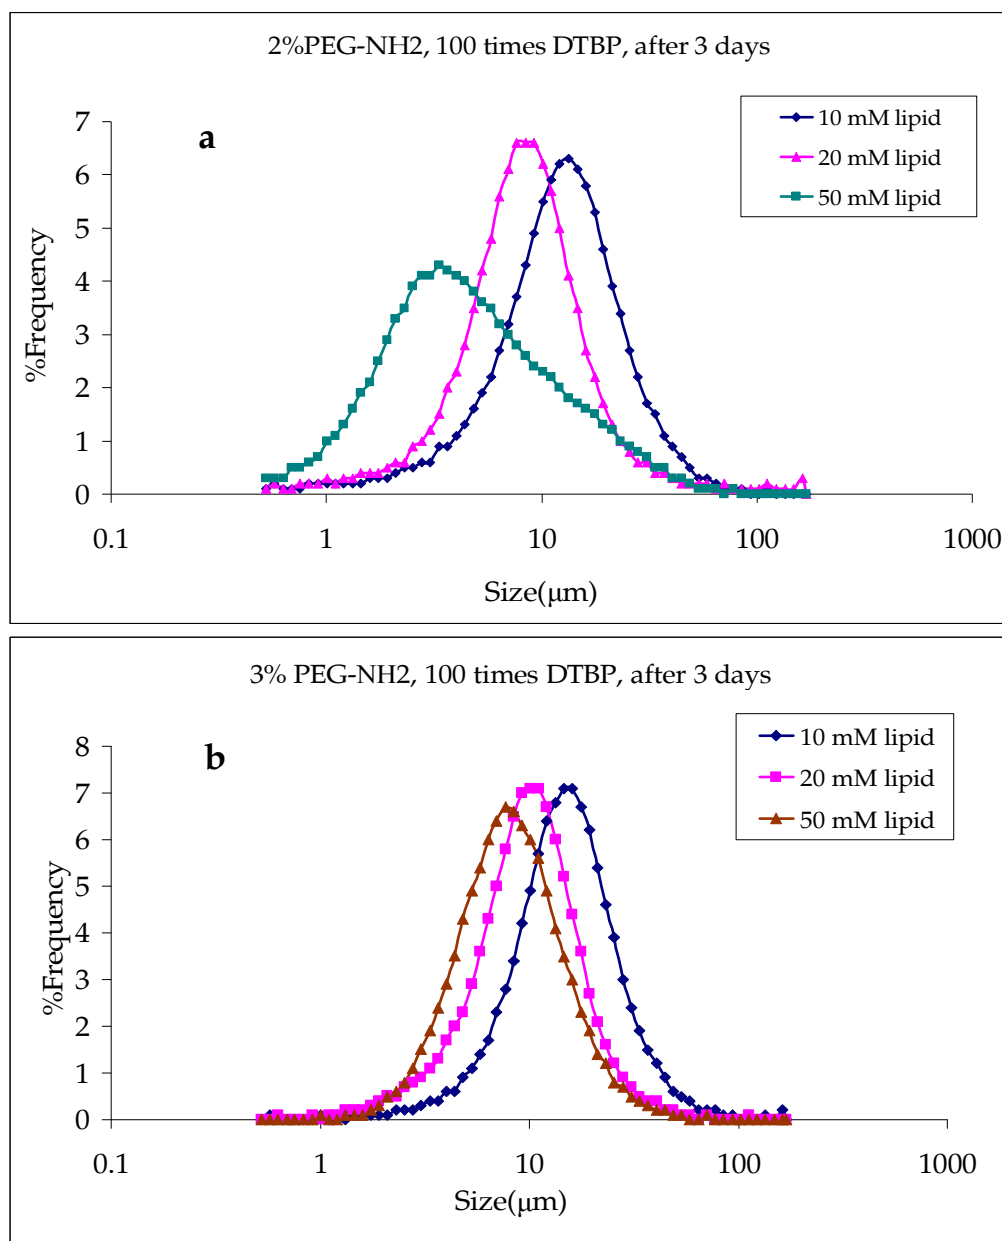 2%PEG-NH2, 100 times DTBP, after 3 days
a
10 mM lipid
20 mM lipid
50 mM lipid
%Frequency
7
6
5
4
3
2
1
0
0.1 1 10 100 1000
Size(μm)
3% PEG-NH2, 100 times DTBP, after 3 days
b
10 mM lipid
20 mM lipid
50 mM lipid
%Frequency
8
7
6
5
4
3
2
1
0
0.1 1 10 100 1000
Size(μm)